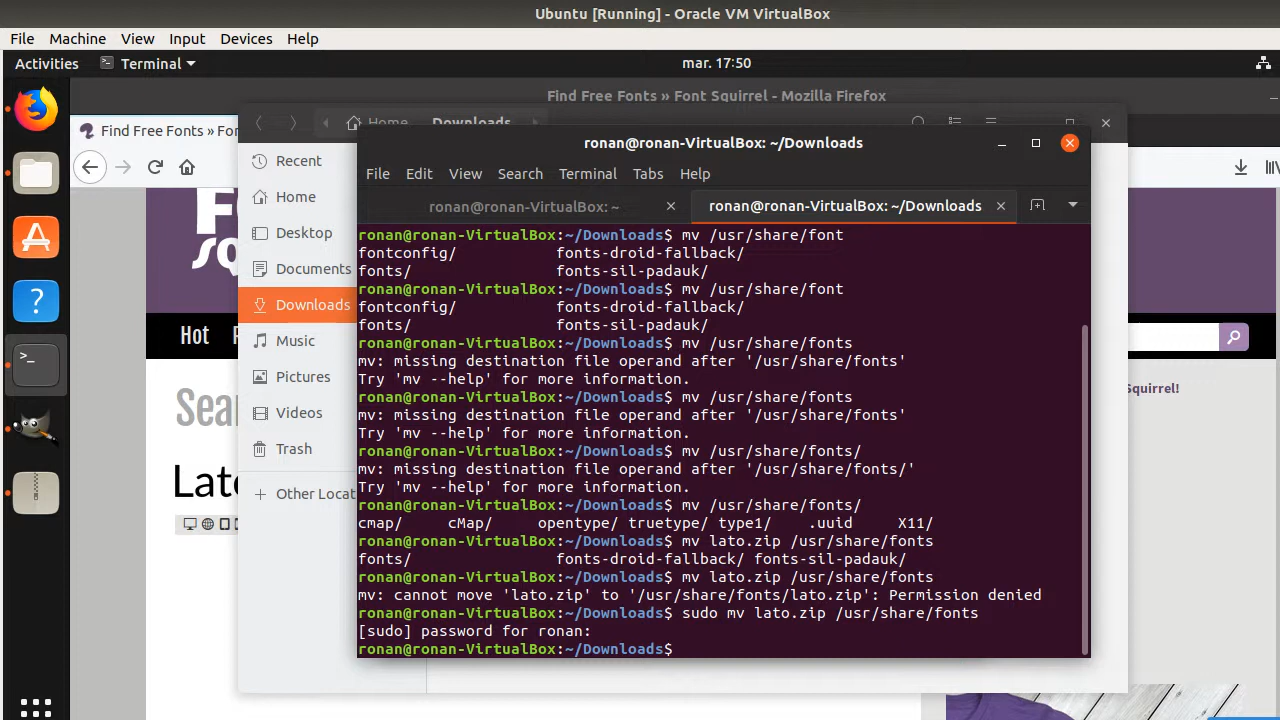 Ubuntu [Running] - Oracle VM VirtualBox
File Machine View Input Devices Help
Activities Terminal mar. 17:50
Find Free Fonts » Font Squirrel - Mozilla Firefox
Find Free Fonts » For
Home Downloads
ronan@ronan-VirtualBox: ~/Downloads
File Edit View Search Terminal Tabs Help
ronan@ronan-VirtualBox: ~ ronan@ronan-VirtualBox: ~/Downloads
Recent
Home
Desktop
Documents
Downloads
Music
Pictures
Videos
Trash
Other Locat
Hot
Squirrel!
Sear
Lato
ronan@ronan-VirtualBox:~/Downloads$ mv /usr/share/font
fontconfig/ fonts-droid-fallback/
fonts/ fonts-sil-padauk/
ronan@ronan-VirtualBox:~/Downloads$ mv /usr/share/font
fontconfig/ fonts-droid-fallback/
fonts/ fonts-sil-padauk/
ronan@ronan-VirtualBox:~/Downloads$ mv /usr/share/fonts
mv: missing destination file operand after '/usr/share/fonts'
Try 'mv --help' for more information.
ronan@ronan-VirtualBox:~/Downloads$ mv /usr/share/fonts
mv: missing destination file operand after '/usr/share/fonts'
Try 'mv --help' for more information.
ronan@ronan-VirtualBox:~/Downloads$ mv /usr/share/fonts/
mv: missing destination file operand after '/usr/share/fonts/'
Try 'mv --help' for more information.
ronan@ronan-VirtualBox:~/Downloads$ mv /usr/share/fonts/
cmap/ cMap/ opentype/ truetype/ type1/ .uuid X11/
ronan@ronan-VirtualBox:~/Downloads$ mv lato.zip /usr/share/fonts
fonts/ fonts-droid-fallback/ fonts-sil-padauk/
ronan@ronan-VirtualBox:~/Downloads$ mv lato.zip /usr/share/fonts
mv: cannot move 'lato.zip' to '/usr/share/fonts/lato.zip': Permission denied
ronan@ronan-VirtualBox:~/Downloads$ sudo mv lato.zip /usr/share/fonts
[sudo] password for ronan:
ronan@ronan-VirtualBox:~/Downloads$